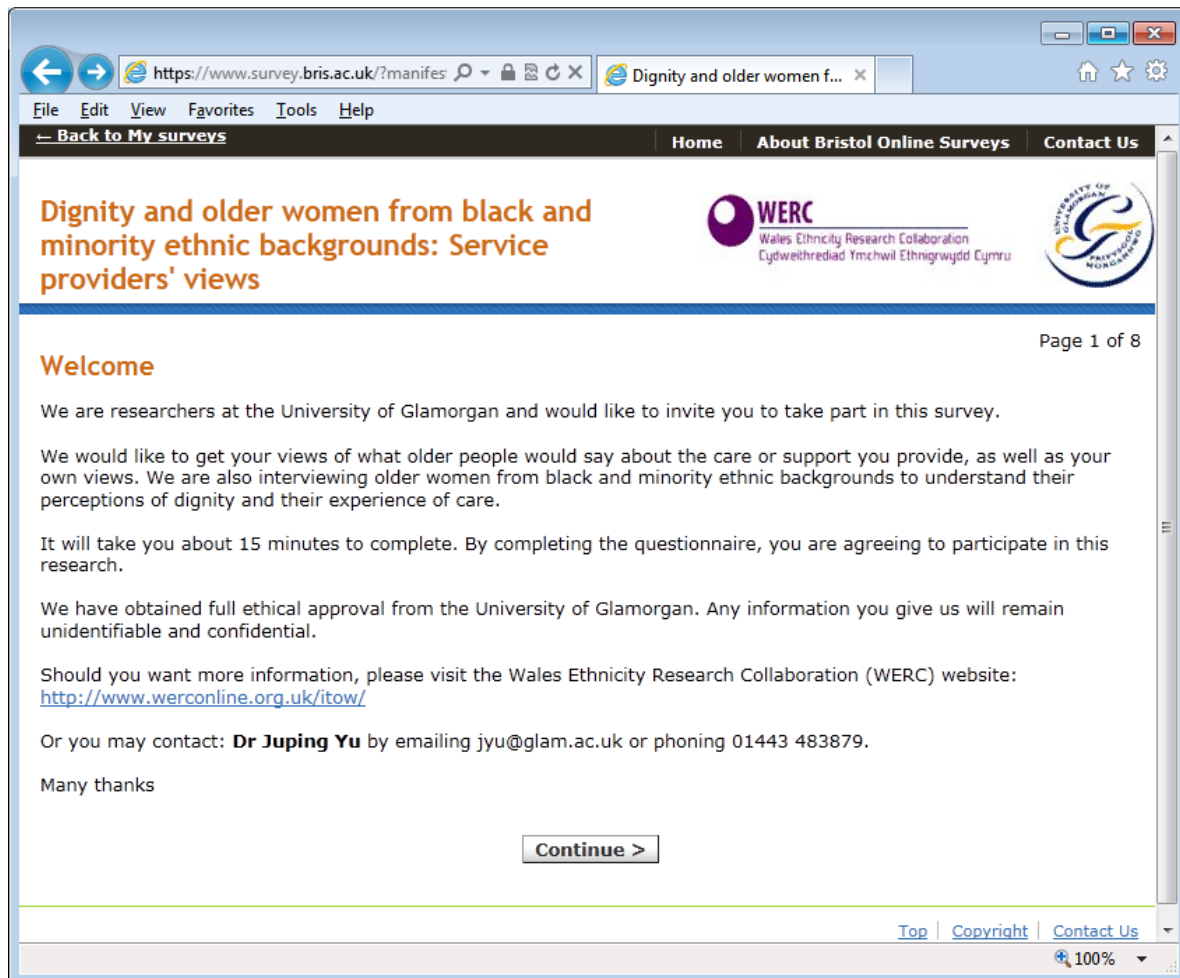 https://www.survey.bris.ac.uk/?manifes
Dignity and older women f...
File Edit View Favorites Tools Help
← Back to My surveys
Home About Bristol Online Surveys Contact Us
Dignity and older women from black and
minority ethnic backgrounds: Service
providers' views
WERC
Wales Ethnicity Research Collaboration
Cydweithrediad Ymchwil Ethnigrwydd Cymru
UNIVERSITY OF GLAMORGAN
PRIFYSGOL MORGANNWG
Page 1 of 8
Welcome
We are researchers at the University of Glamorgan and would like to invite you to take part in this survey.
We would like to get your views of what older people would say about the care or support you provide, as well as your
own views. We are also interviewing older women from black and minority ethnic backgrounds to understand their
perceptions of dignity and their experience of care.
It will take you about 15 minutes to complete. By completing the questionnaire, you are agreeing to participate in this
research.
We have obtained full ethical approval from the University of Glamorgan. Any information you give us will remain
unidentifiable and confidential.
Should you want more information, please visit the Wales Ethnicity Research Collaboration (WERC) website:
http://www.werconline.org.uk/itow/
Or you may contact: Dr Juping Yu by emailing jyu@glam.ac.uk or phoning 01443 483879.
Many thanks
Continue >
Top | Copyright | Contact Us
100%